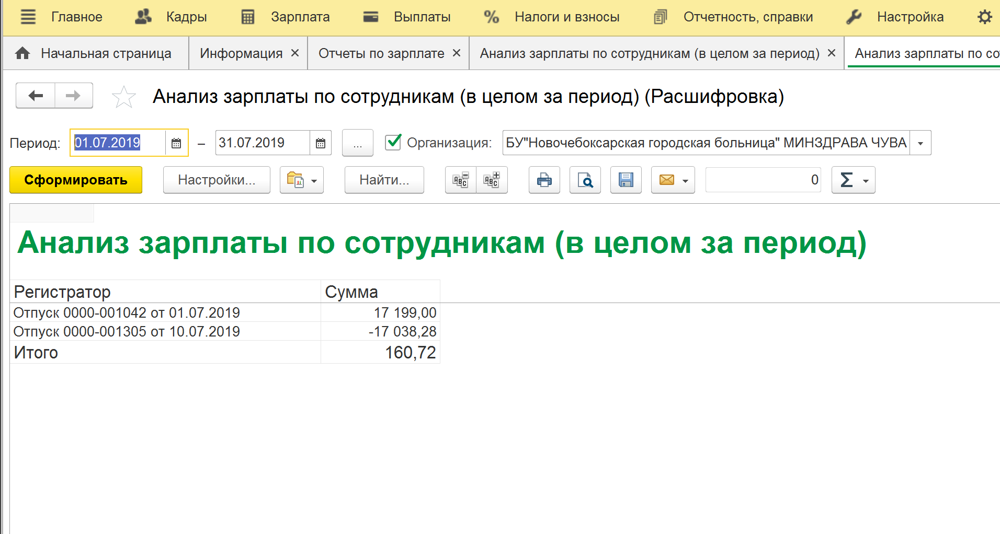 Главное Кадры Зарплата Выплаты % Налоги и взносы Отчетность, справки Настройка
Начальная страница Информация × Отчеты по зарплате × Анализ зарплаты по сотрудникам (в целом за период) × Анализ зарплаты по со
Анализ зарплаты по сотрудникам (в целом за период) (Расшифровка)
Период: 01.07.2019 – 31.07.2019 ... Организация: БУ"Новочебоксарская городская больница" МИНЗДРАВА ЧУВА
Сформировать Настройки... Найти... ABC ABC 0 Σ
Анализ зарплаты по сотрудникам (в целом за период)
Регистратор Сумма
Отпуск 0000-001042 от 01.07.2019 17 199,00
Отпуск 0000-001305 от 10.07.2019 -17 038,28
Итого 160,72